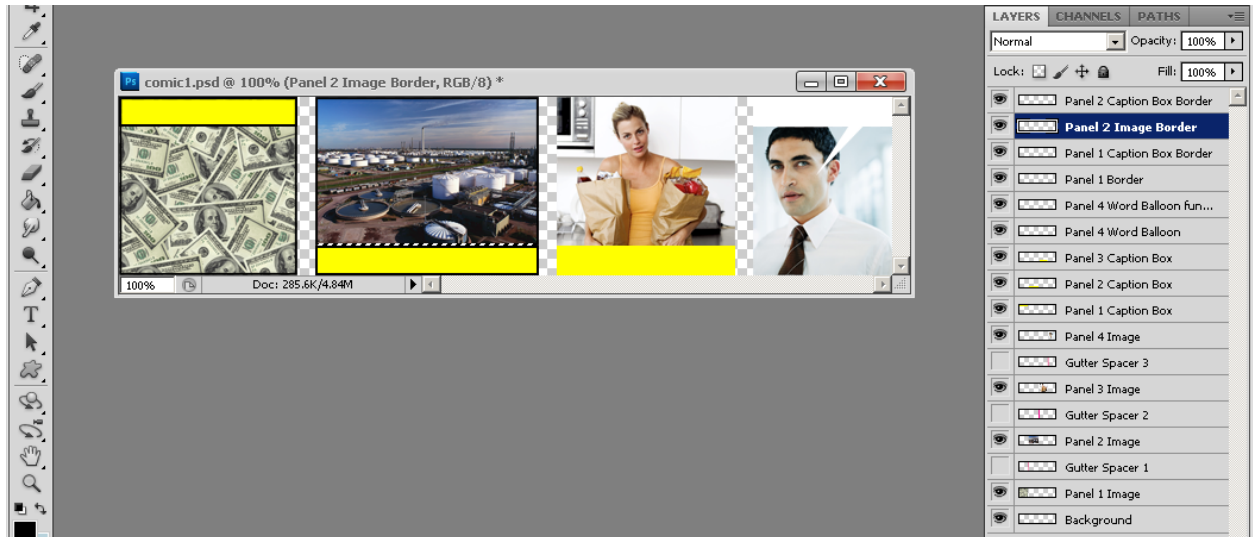 LAYERS CHANNELS PATHS
Normal Opacity: 100%
Lock: Fill: 100%
Ps comic1.psd @ 100% (Panel 2 Image Border, RGB/8) *
100% Doc: 285.6K/4.84M
Panel 2 Caption Box Border
Panel 2 Image Border
Panel 1 Caption Box Border
Panel 1 Border
Panel 4 Word Balloon fun...
Panel 4 Word Balloon
Panel 3 Caption Box
Panel 2 Caption Box
Panel 1 Caption Box
Panel 4 Image
Gutter Spacer 3
Panel 3 Image
Gutter Spacer 2
Panel 2 Image
Gutter Spacer 1
Panel 1 Image
Background